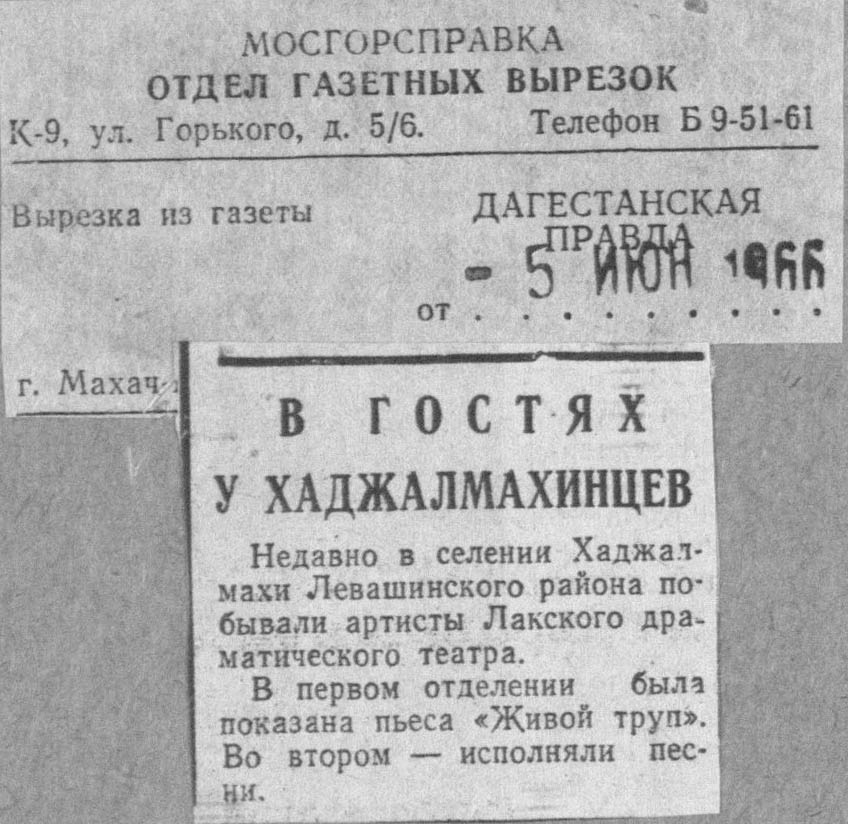 МОСГОРСПРАВКА
ОТДЕЛ ГАЗЕТНЫХ ВЫРЕЗОК
К-9, ул. Горького, д. 5/6. Телефон Б 9-51-61
Вырезка из газеты
ДАГЕСТАНСКАЯ
ПРАВДА
- 5 ИЮН 1966
от . . . . . . . . .
г. Махач-
В ГОСТЯХ
У ХАДЖАЛМАХИНЦЕВ
Недавно в селении Хаджал-
махи Левашинского района по-
бывали артисты Лакского дра-
матического театра.
В первом отделении была
показана пьеса «Живой труп».
Во втором — исполняли пес-
ни.